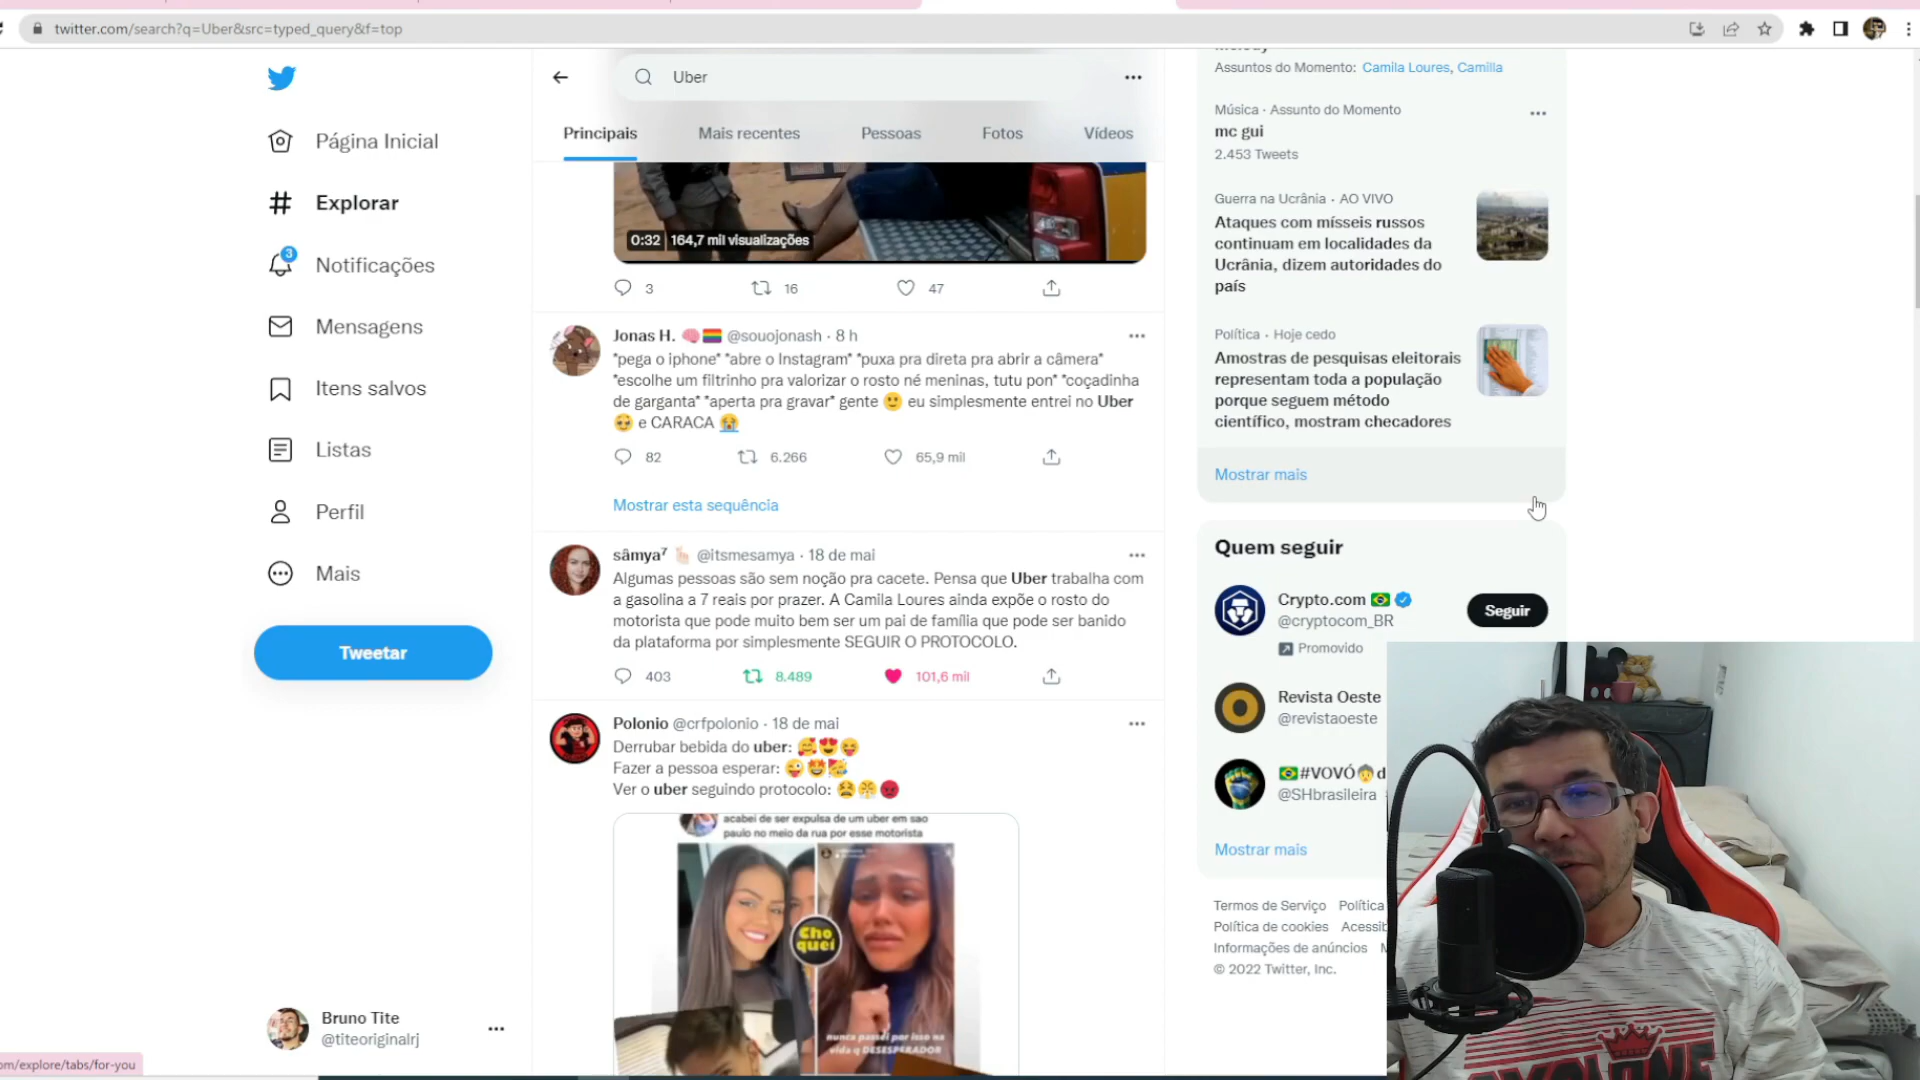 twitter.com/search?q=Uber&src=typed_query&f=top
Página Inicial
Explorar
3
Notificações
Mensagens
Itens salvos
Listas
Perfil
Mais
Tweetar
Bruno Tite
@titeoriginalrj
om/explore/tabs/for-you
Uber
Principais
Mais recentes
Pessoas
Fotos
Vídeos
0:32 164,7 mil visualizações
3 16 47
Jonas H. @souojonash · 8 h
*pega o iphone* *abre o Instagram* *puxa pra direta pra abrir a câmera*
*escolhe um filtrinho pra valorizar o rosto né meninas, tutu pon* *coçadinha
de garganta* *aperta pra gravar* gente 🙂 eu simplesmente entrei no Uber
🥹 e CARACA 😭
82 6.266 65,9 mil
Mostrar esta sequência
sâmya⁷ @itsmesamya · 18 de mai
Algumas pessoas são sem noção pra cacete. Pensa que Uber trabalha com
a gasolina a 7 reais por prazer. A Camila Loures ainda expõe o rosto do
motorista que pode muito bem ser um pai de família que pode ser banido
da plataforma por simplesmente SEGUIR O PROTOCOLO.
403 8.489 101,6 mil
Polonio @crfpolonio · 18 de mai
Derrubar bebida do uber: 🥰😍😝
Fazer a pessoa esperar: 😜🤩🥳
Ver o uber seguindo protocolo: 😫😤😡
acabei de ser expulsa de um uber em sao
paulo no meio da rua por esse motorista
Cho
quei
nunca passei por isso na
vida q DESESPERADOR
Assuntos do Momento: Camila Loures, Camilla
Música · Assunto do Momento
mc gui
2.453 Tweets
Guerra na Ucrânia · AO VIVO
Ataques com mísseis russos
continuam em localidades da
Ucrânia, dizem autoridades do
país
Política · Hoje cedo
Amostras de pesquisas eleitorais
representam toda a população
porque seguem método
científico, mostram checadores
Mostrar mais
Quem seguir
Crypto.com
@cryptocom_BR
Promovido
Seguir
Revista Oeste
@revistaoeste
#VOVÓ d
@SHbrasileira
Mostrar mais
Termos de Serviço Política
Política de cookies Acessib
Informações de anúncios M
© 2022 Twitter, Inc.